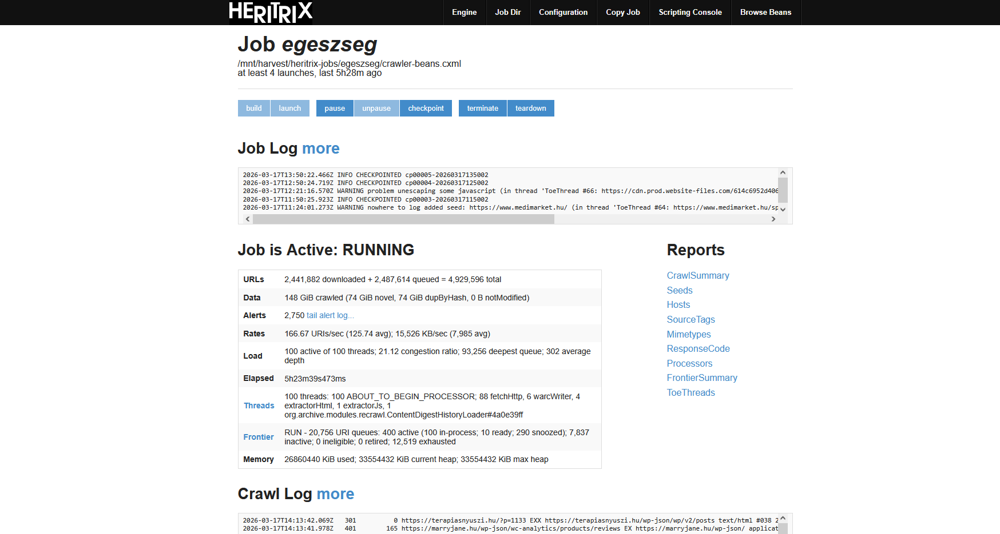 HERITRIX
Engine
Job Dir
Configuration
Copy Job
Scripting Console
Browse Beans
Job egeszseg
/mnt/harvest/heritrix-jobs/egeszseg/crawler-beans.cxml
at least 4 launches, last 5h28m ago
build
launch
pause
unpause
checkpoint
terminate
teardown
Job Log more
2026-03-17T13:50:22.466Z INFO CHECKPOINTED cp00005-20260317135002
2026-03-17T12:50:24.719Z INFO CHECKPOINTED cp00004-20260317125002
2026-03-17T12:21:16.570Z WARNING problem unescaping some javascript (in thread 'ToeThread #66: https://cdn.prod.website-files.com/614c6952d406
2026-03-17T11:50:25.923Z INFO CHECKPOINTED cp00003-20260317115002
2026-03-17T11:24:01.273Z WARNING nowhere to log added seed: https://www.medimarket.hu/ (in thread 'ToeThread #64: https://www.medimarket.hu/sp
Job is Active: RUNNING
URLs 2,441,882 downloaded + 2,487,614 queued = 4,929,596 total
Data 148 GiB crawled (74 GiB novel, 74 GiB dupByHash, 0 B notModified)
Alerts 2,750 tail alert log...
Rates 166.67 URIs/sec (125.74 avg); 15,526 KB/sec (7,985 avg)
Load 100 active of 100 threads; 21.12 congestion ratio; 93,256 deepest queue; 302 average
depth
Elapsed 5h23m39s473ms
Threads 100 threads: 100 ABOUT_TO_BEGIN_PROCESSOR; 88 fetchHttp, 6 warcWriter, 4
extractorHtml, 1 extractorJs, 1
org.archive.modules.recrawl.ContentDigestHistoryLoader#4a0e39ff
Frontier RUN - 20,756 URI queues: 400 active (100 in-process; 10 ready; 290 snoozed); 7,837
inactive; 0 ineligible; 0 retired; 12,519 exhausted
Memory 26860440 KiB used; 33554432 KiB current heap; 33554432 KiB max heap
Reports
CrawlSummary
Seeds
Hosts
SourceTags
Mimetypes
ResponseCode
Processors
FrontierSummary
ToeThreads
Crawl Log more
2026-03-17T14:13:42.069Z 301 0 https://terapiasnyuszi.hu/?p=1133 EXX https://terapiasnyuszi.hu/wp-json/wp/v2/posts text/html #038 2
2026-03-17T14:13:41.978Z 401 165 https://marryjane.hu/wp-json/wc-analytics/products/reviews EX https://marryjane.hu/wp-json/ applicat